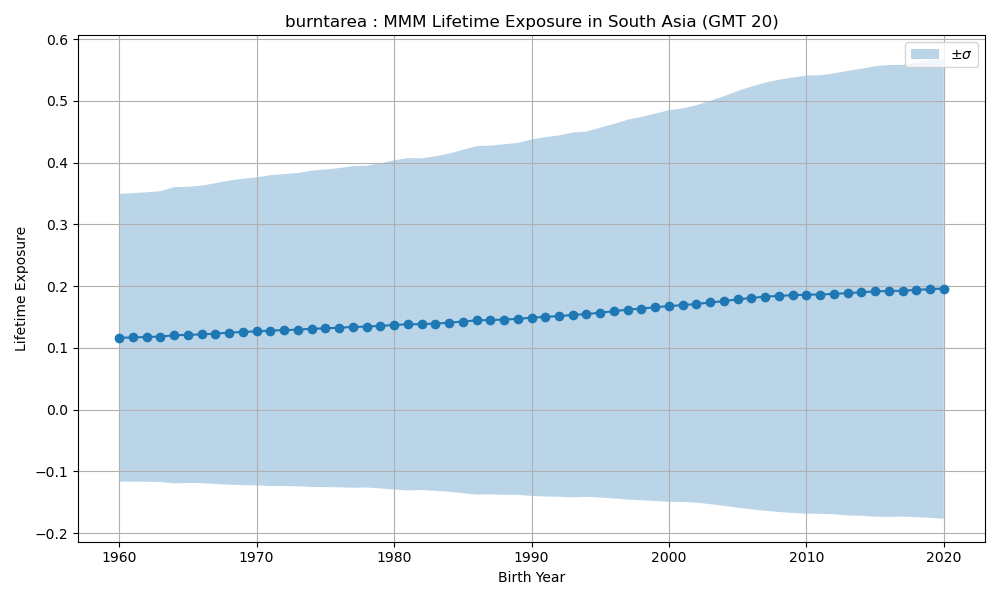 burntarea : MMM Lifetime Exposure in South Asia (GMT 20)
±σ
Lifetime Exposure
0.6
0.5
0.4
0.3
0.2
0.1
0.0
−0.1
−0.2
1960 1970 1980 1990 2000 2010 2020
Birth Year